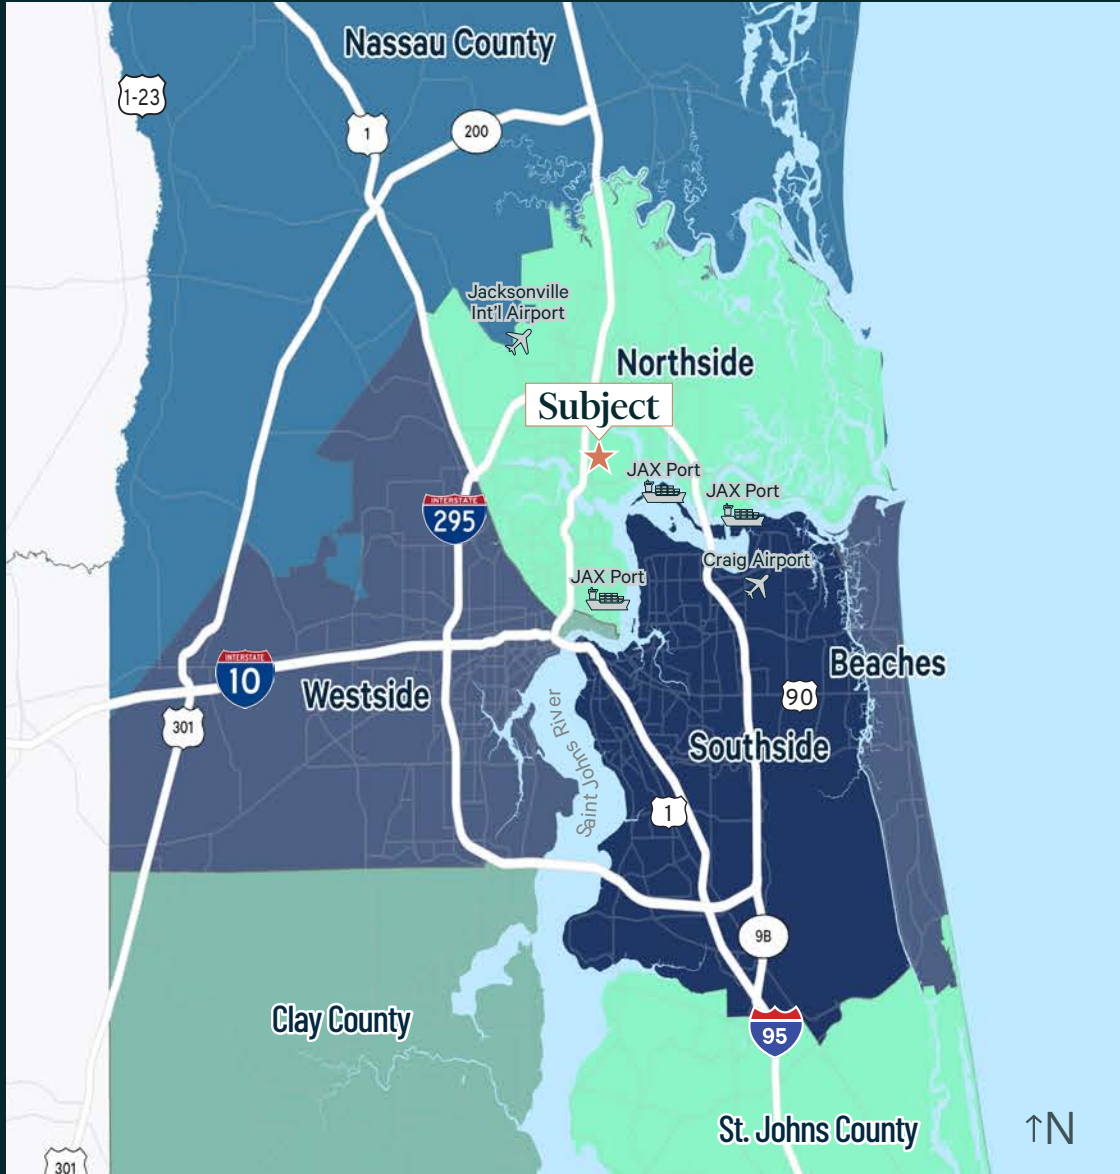 Nassau County
1-23
1
200
Jacksonville
Int'l Airport
Northside
Subject
JAX Port
INTERSTATE
295
JAX Port
Craig Airport
JAX Port
INTERSTATE
10
Westside
Beaches
90
301
Saint Johns River
Southside
1
9B
Clay County
95
St. Johns County
↑N
301